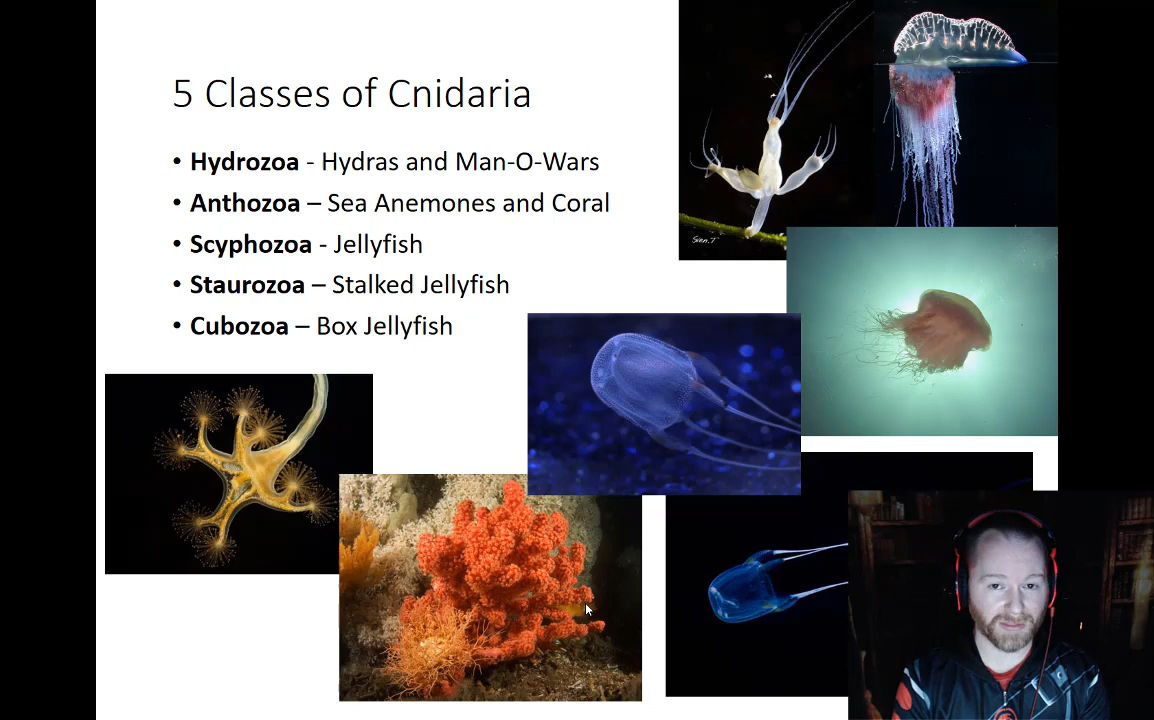 5 Classes of Cnidaria
• Hydrozoa - Hydras and Man-O-Wars
• Anthozoa – Sea Anemones and Coral
• Scyphozoa - Jellyfish
• Staurozoa – Stalked Jellyfish
• Cubozoa – Box Jellyfish